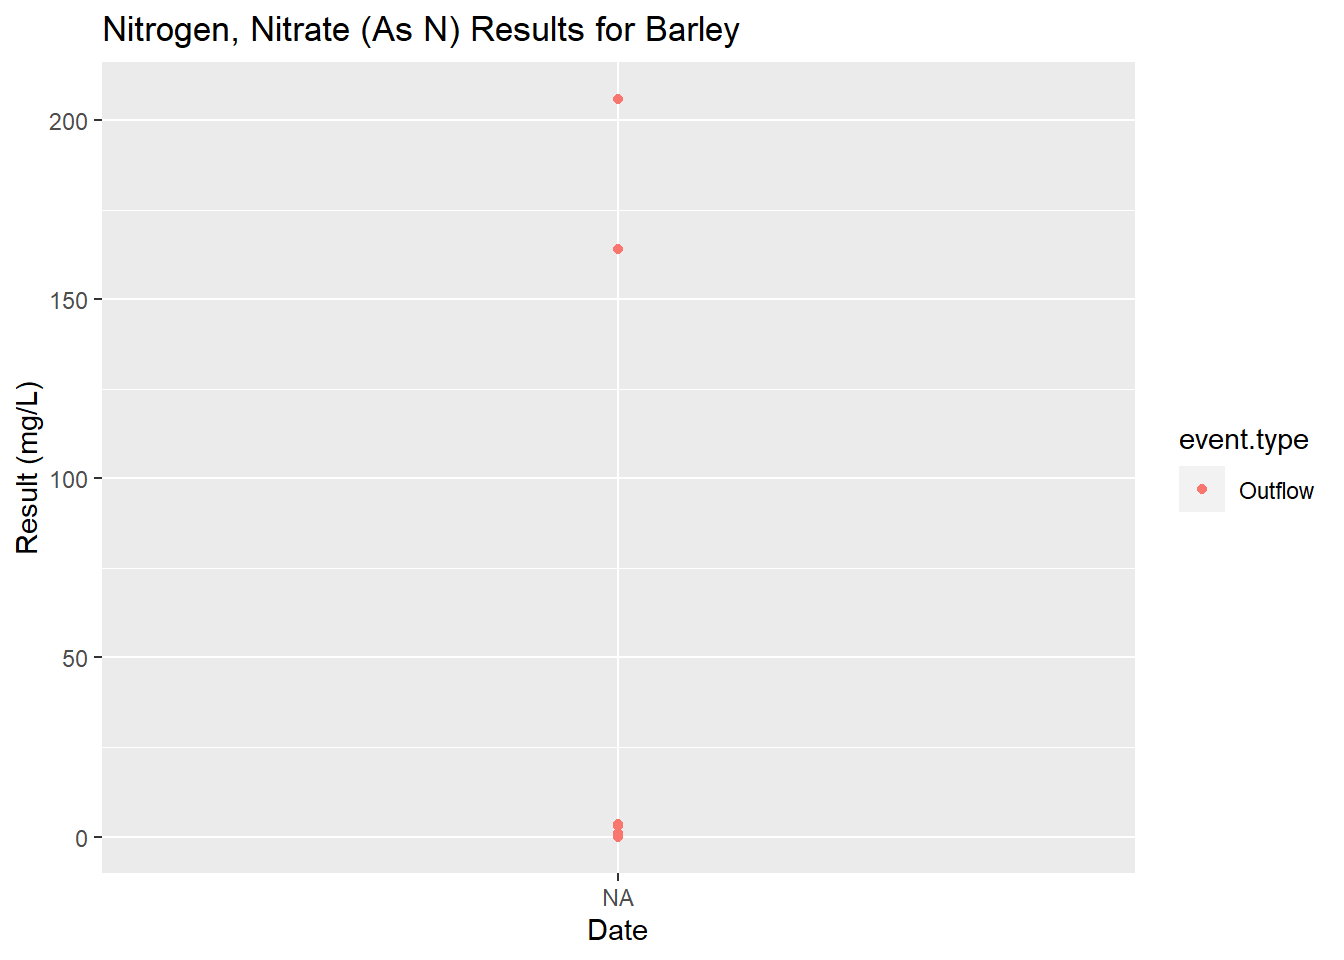 Nitrogen, Nitrate (As N) Results for Barley
200
150
100
50
0
Result (mg/L)
NA
Date
event.type
Outflow